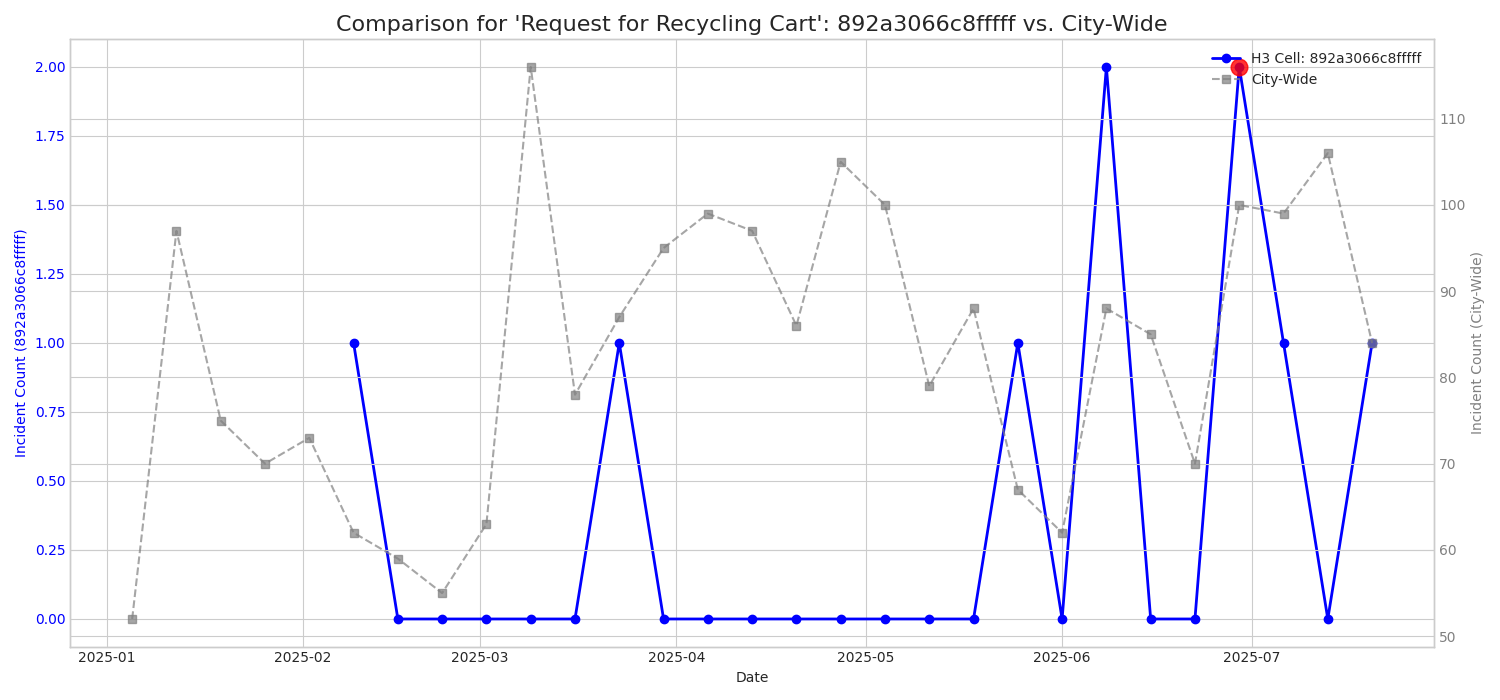 Comparison for 'Request for Recycling Cart': 892a3066c8fffff vs. City-Wide
H3 Cell: 892a3066c8fffff
City-Wide
Incident Count (892a3066c8fffff)
2.00
1.75
1.50
1.25
1.00
0.75
0.50
0.25
0.00
110
100
90
80
70
60
50
Incident Count (City-Wide)
2025-01 2025-02 2025-03 2025-04 2025-05 2025-06 2025-07
Date